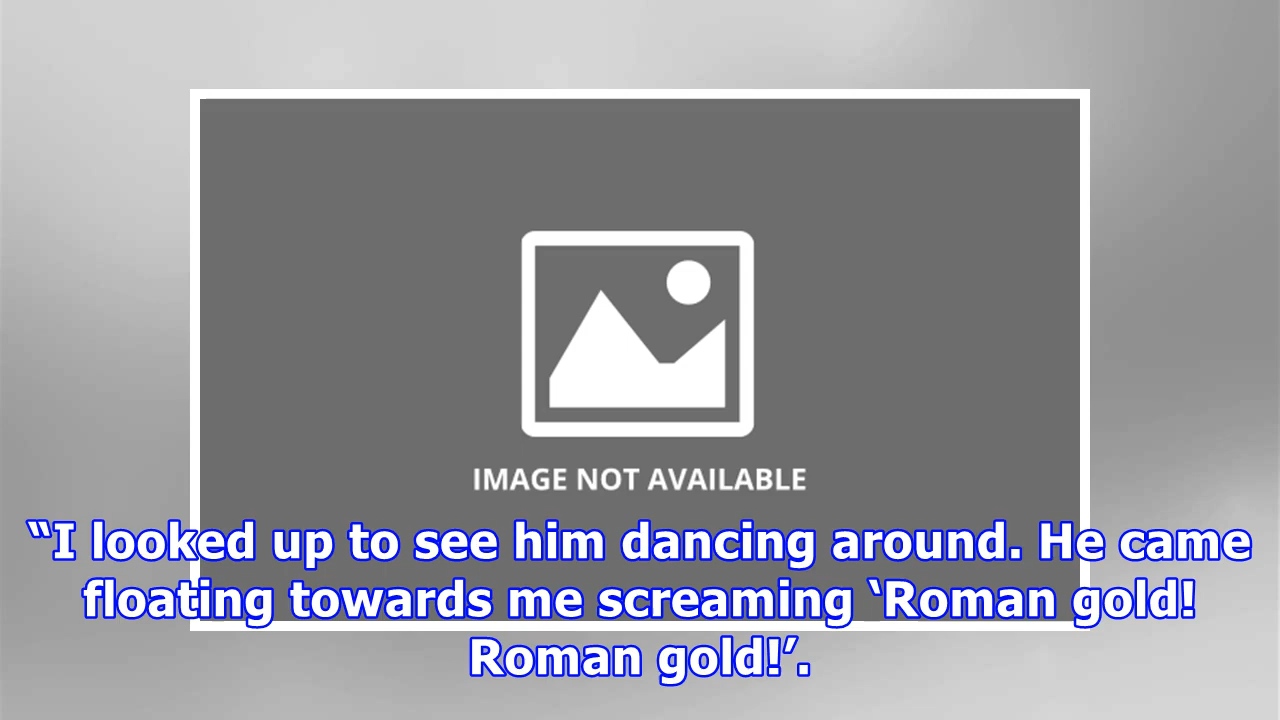 IMAGE NOT AVAILABLE
“I looked up to see him dancing around. He came
floating towards me screaming ‘Roman gold!
Roman gold!’.